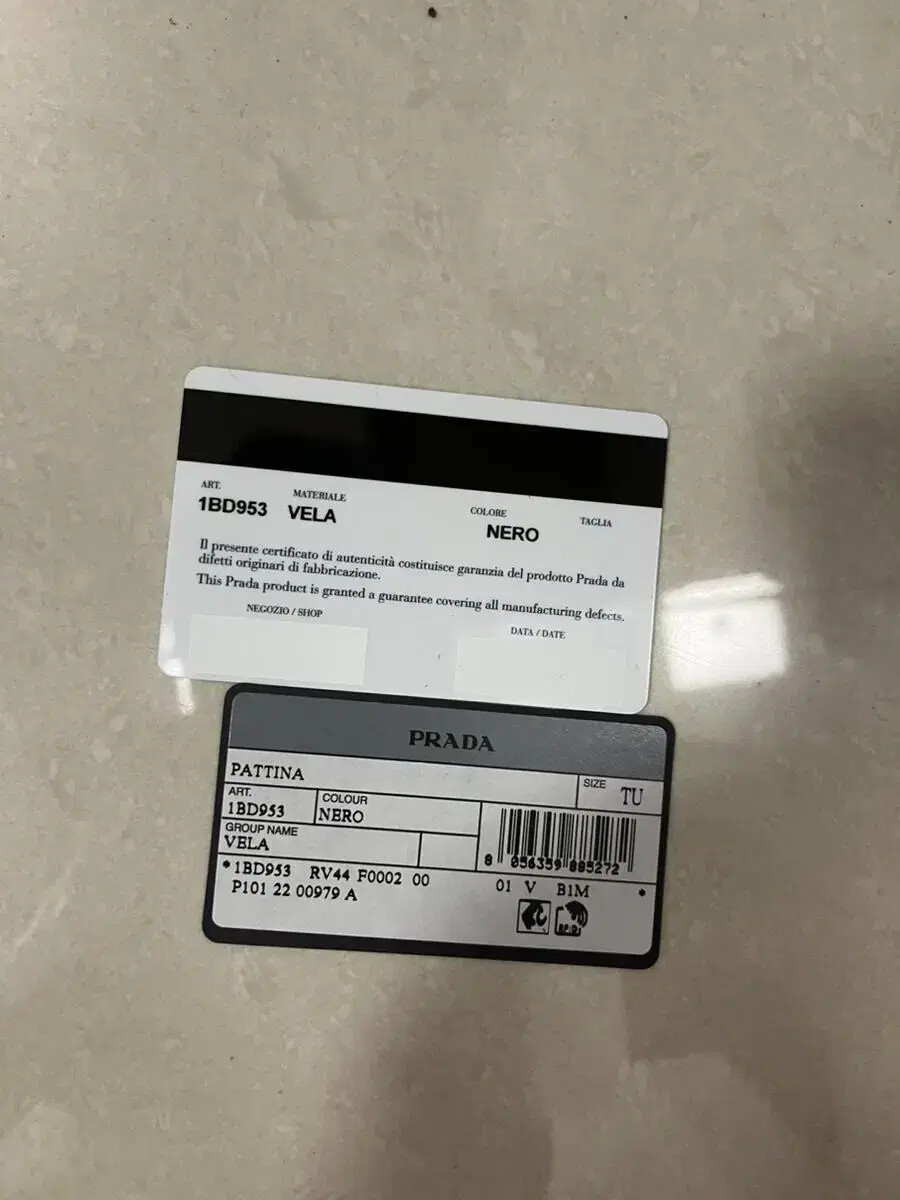 ART.
MATERIALE
COLORE
TAGLIA
1BD953 VELA NERO
Il presente certificato di autenticità costituisce garanzia del prodotto Prada da
difetti originari di fabbricazione.
This Prada product is granted a guarantee covering all manufacturing defects.
NEGOZIO / SHOP
DATA / DATE
PRADA
PATTINA
SIZE TU
ART.
1BD953
COLOUR
NERO
GROUP NAME
VELA
8 056359 885272
*1BD953 RV44 F0002 00 01 V B1M *
P101 22 00979 A
RFID